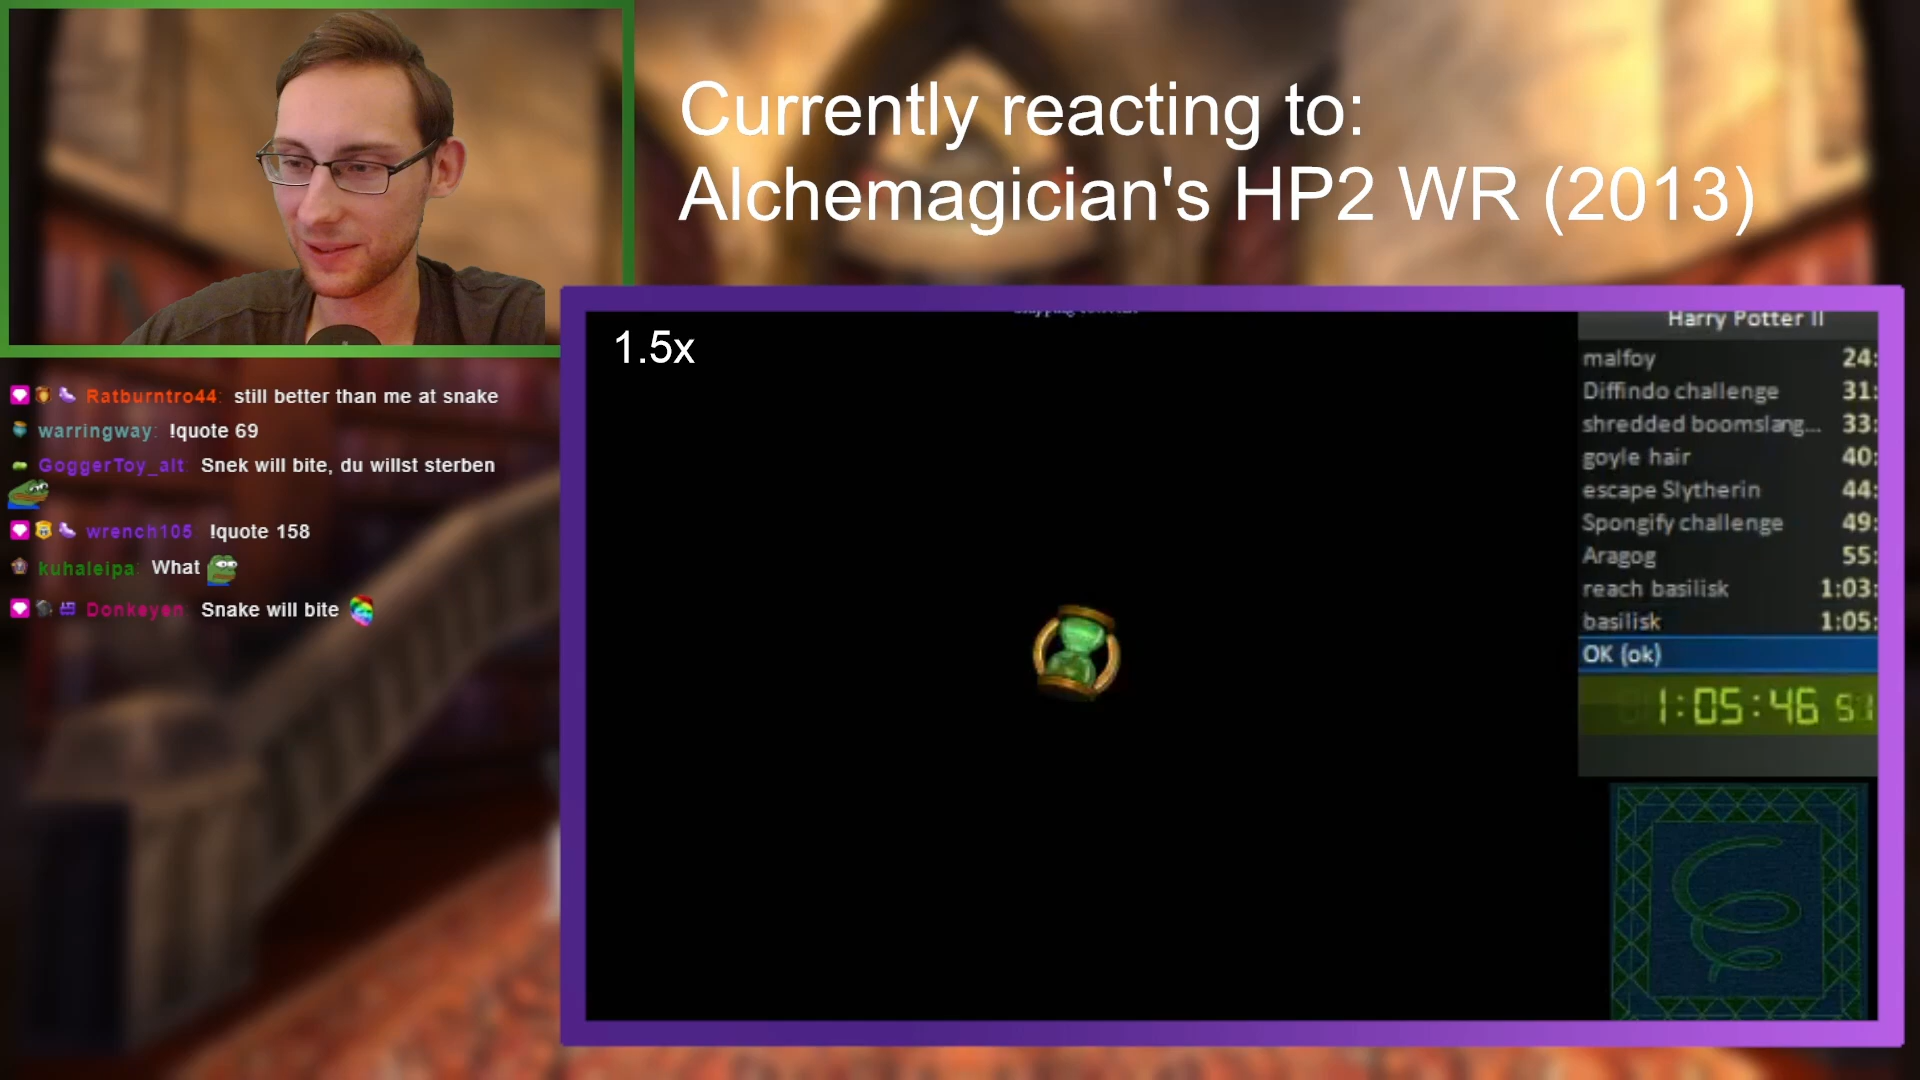 Currently reacting to:
Alchemagician's HP2 WR (2013)
1.5x
Harry Potter II
malfoy 24:
Diffindo challenge 31:
shredded boomslang... 33:
goyle hair 40:
escape Slytherin 44:
Spongify challenge 49:
Aragog 55:
reach basilisk 1:03:
basilisk 1:05:
OK (ok)
1:05:46 51
Ratburntro44: still better than me at snake
warringway: !quote 69
GoggerToy_alt: Snek will bite, du willst sterben
wrench105: !quote 158
kuhaleipa: What
Donkeyen: Snake will bite